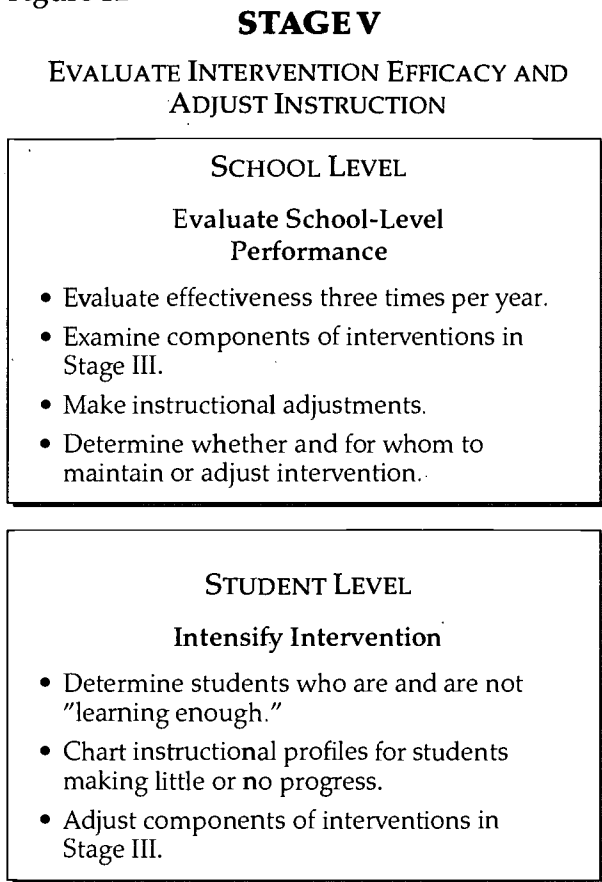 STAGE V
EVALUATE INTERVENTION EFFICACY AND
ADJUST INSTRUCTION
SCHOOL LEVEL
Evaluate School-Level
Performance
• Evaluate effectiveness three times per year.
• Examine components of interventions in
Stage III.
• Make instructional adjustments.
• Determine whether and for whom to
maintain or adjust intervention.
STUDENT LEVEL
Intensify Intervention
• Determine students who are and are not
"learning enough."
• Chart instructional profiles for students
making little or no progress.
• Adjust components of interventions in
Stage III.